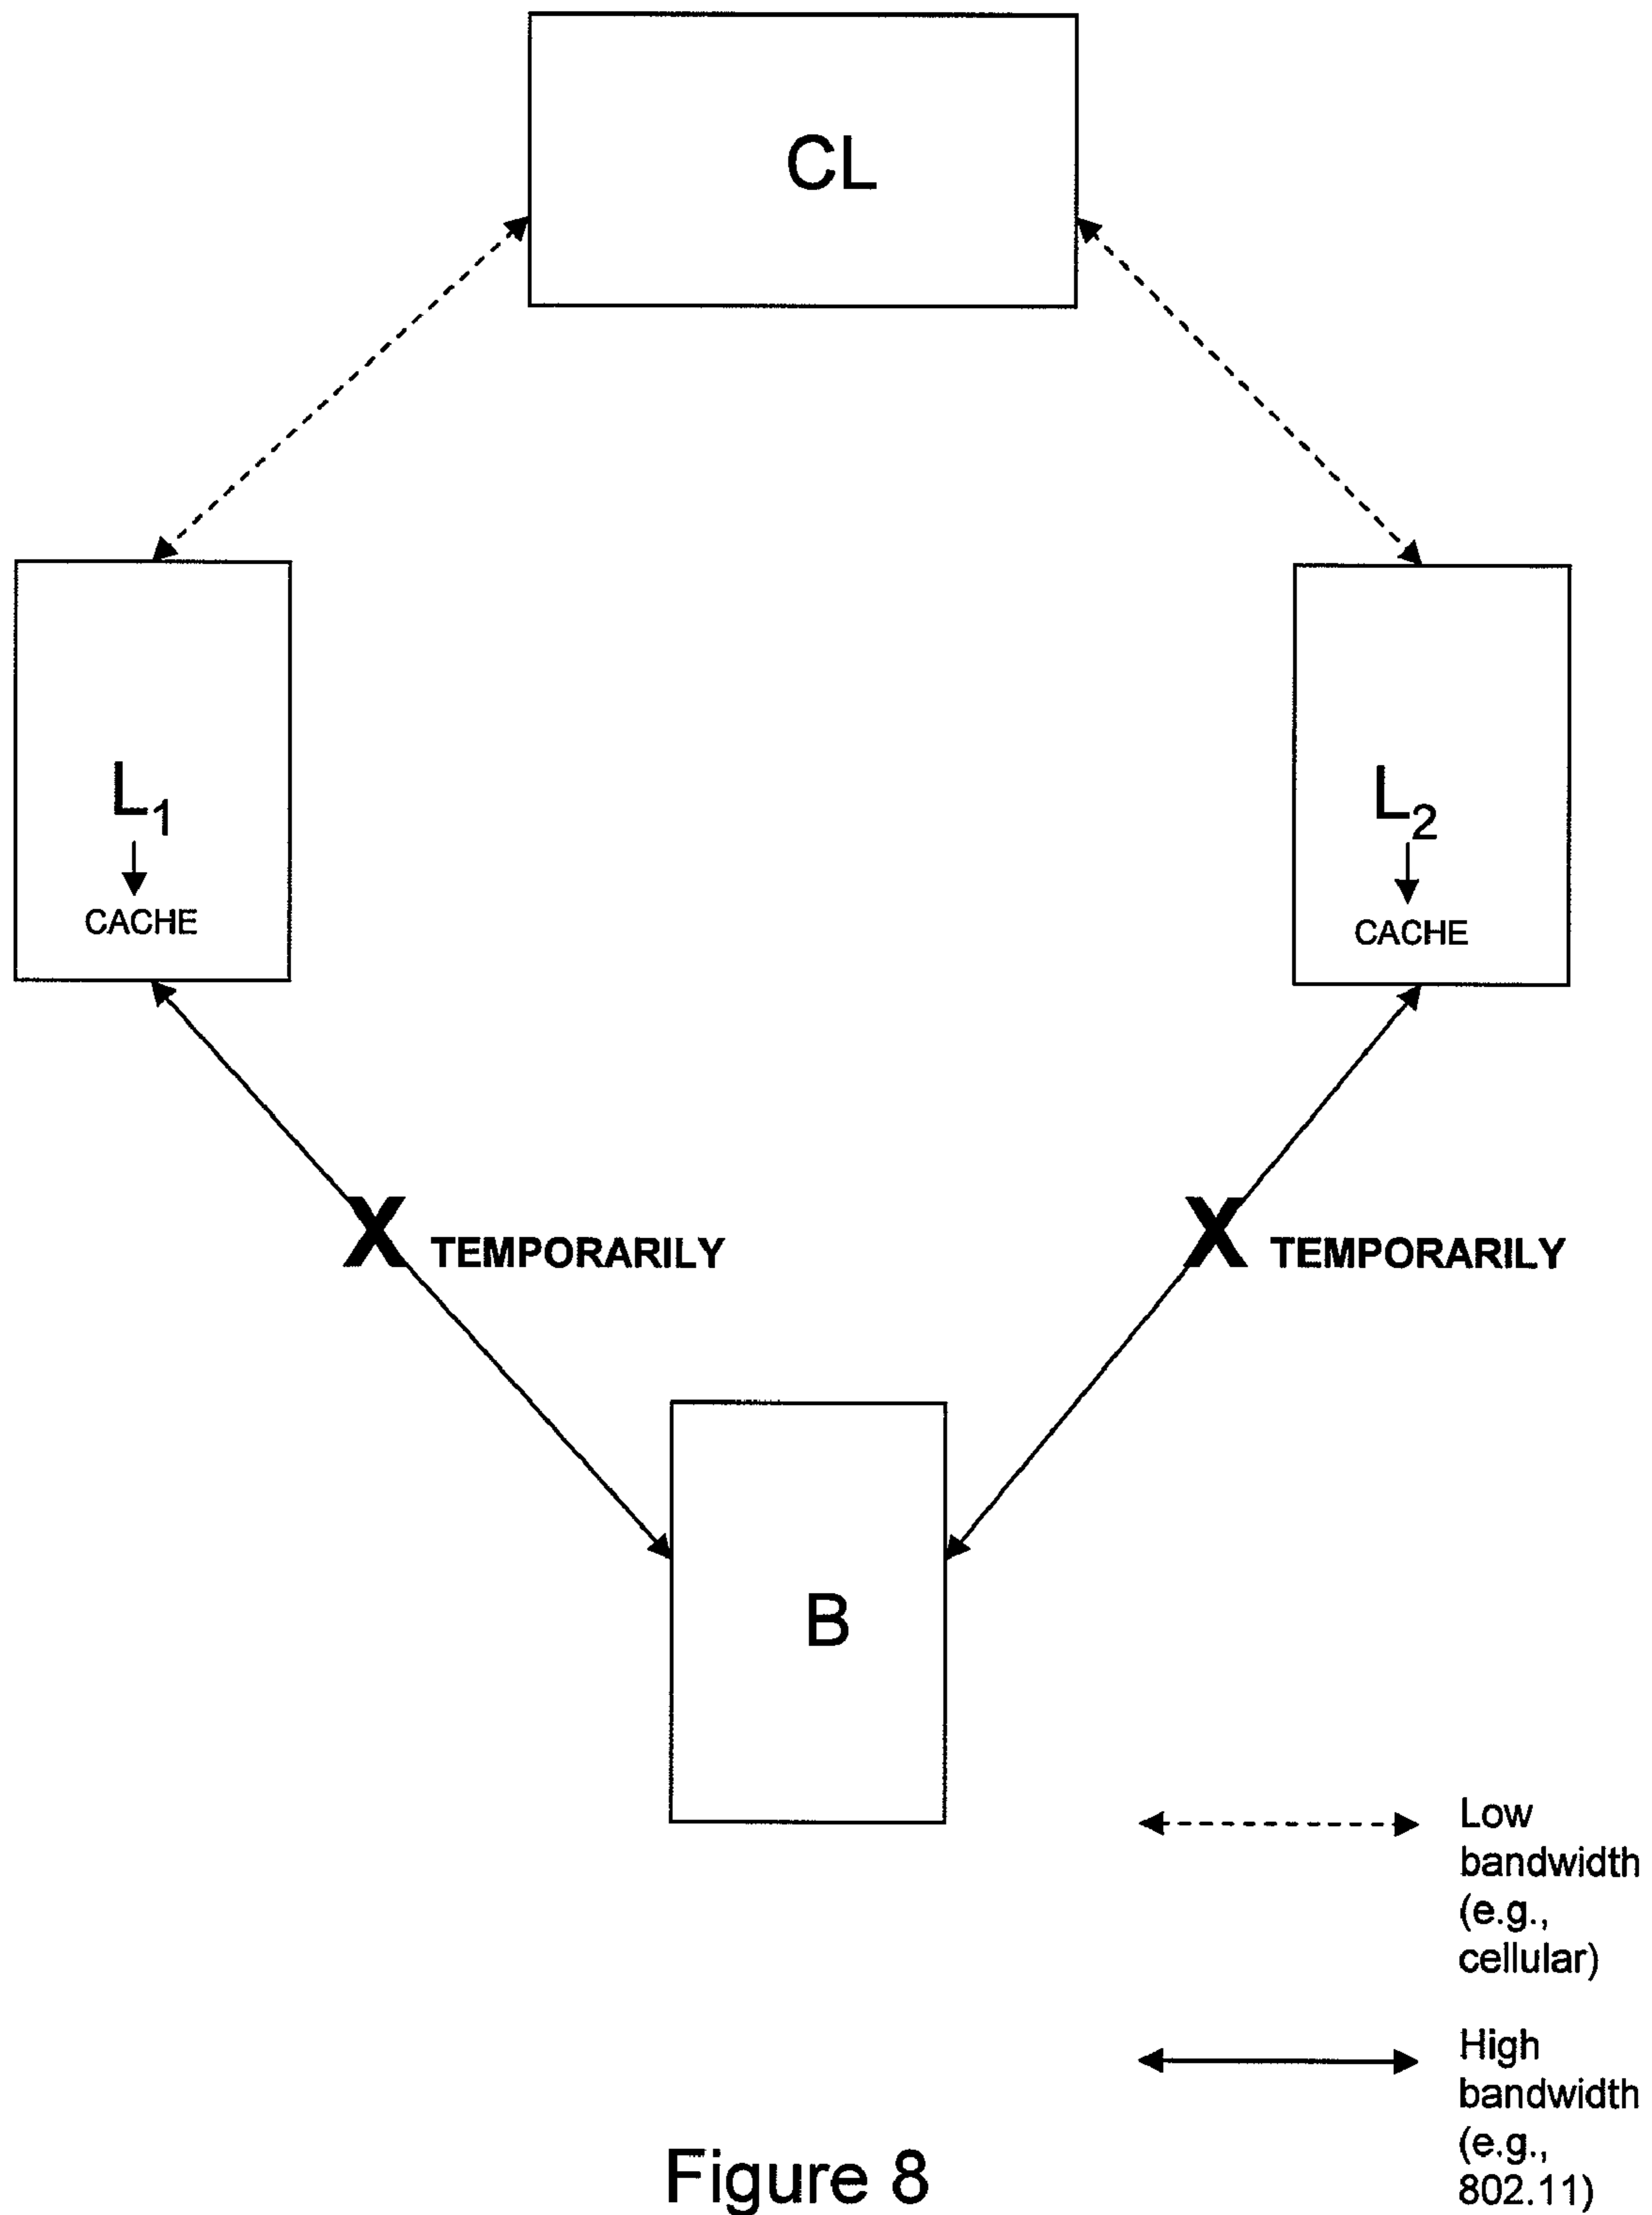 CL
L1
CACHE
L2
CACHE
X TEMPORARILY
X TEMPORARILY
B
Low
bandwidth
(e.g.,
cellular)
High
bandwidth
(e.g.,
802.11)
Figure 8